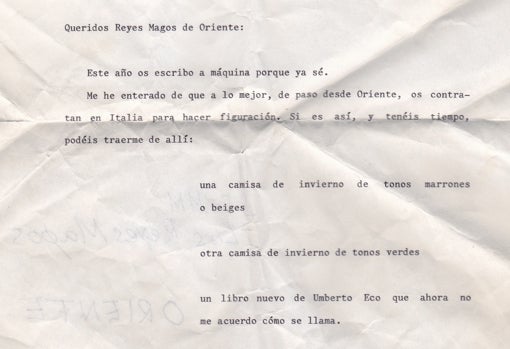 Queridos Reyes Magos de Oriente:
Este año os escribo a máquina porque ya sé.
Me he enterado de que a lo mejor, de paso desde Oriente, os contra-
tan en Italia para hacer figuración. Si es así, y tenéis tiempo,
podéis traerme de allí:
una camisa de invierno de tonos marrones
o beiges
otra camisa de invierno de tonos verdes
un libro nuevo de Umberto Eco que ahora no
me acuerdo cómo se llama.
Reyes Magos
ORIENTE